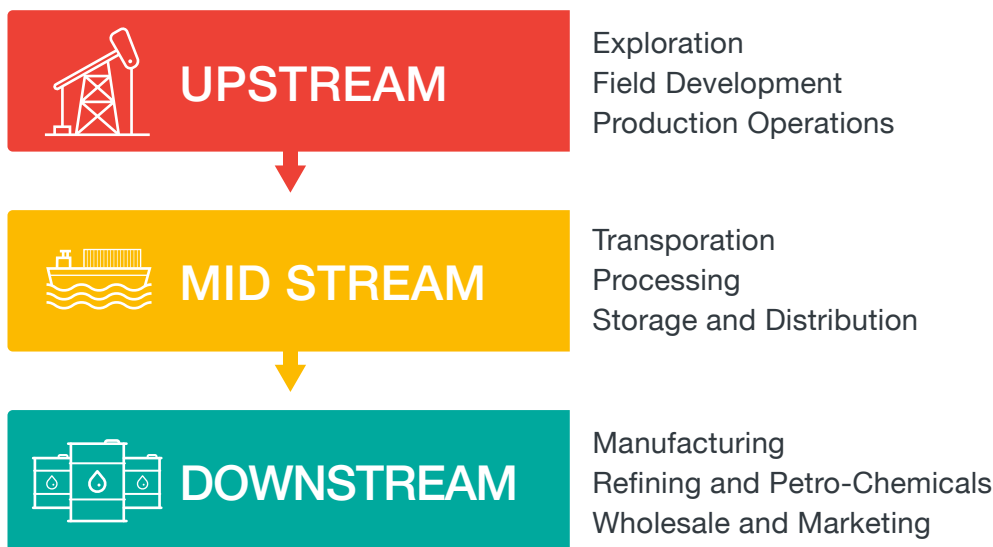 UPSTREAM
Exploration
Field Development
Production Operations
MID STREAM
Transporation
Processing
Storage and Distribution
DOWNSTREAM
Manufacturing
Refining and Petro-Chemicals
Wholesale and Marketing